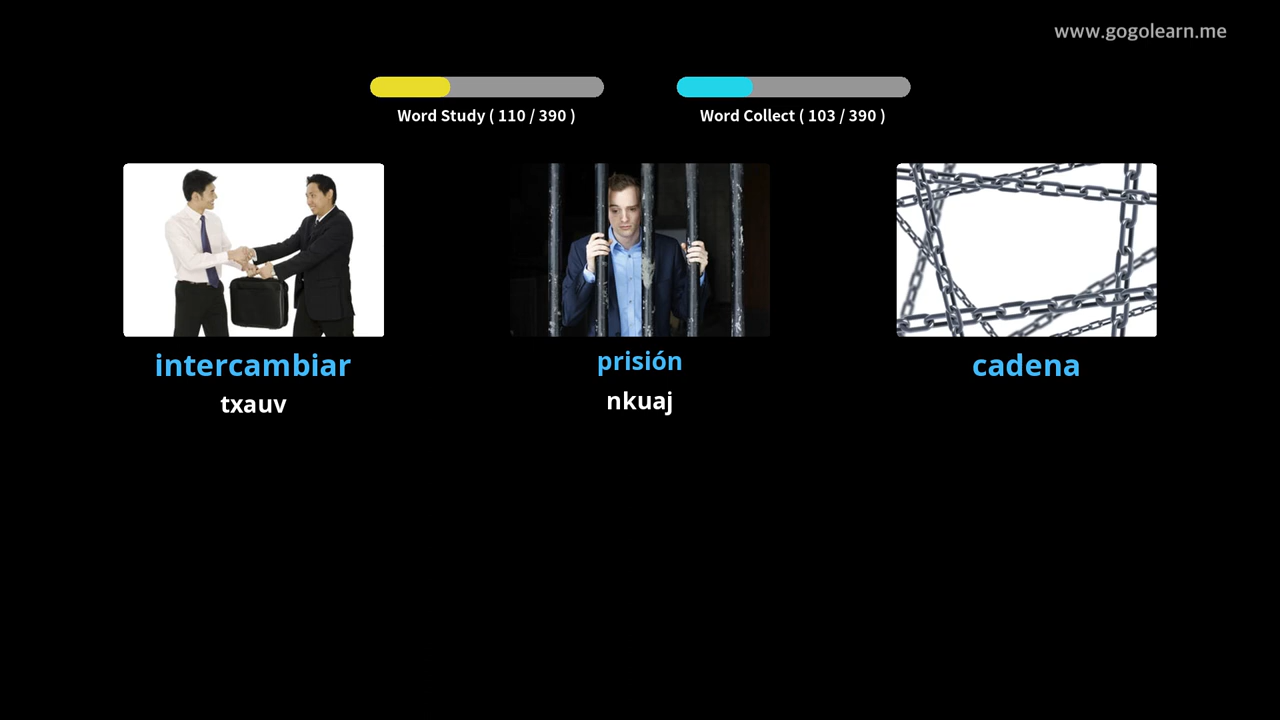 www.gogolearn.me
Word Study ( 110 / 390 )
Word Collect ( 103 / 390 )
intercambiar
txauv
prisión
nkuaj
cadena